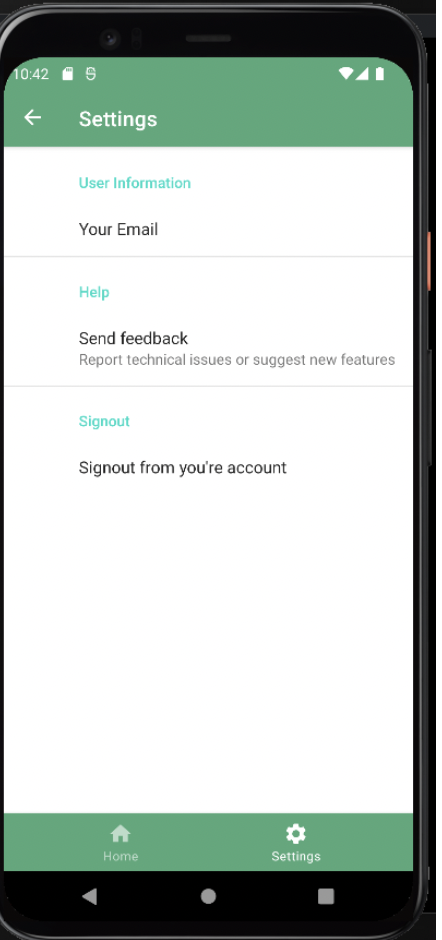 10:42
Settings
User Information
Your Email
Help
Send feedback
Report technical issues or suggest new features
Signout
Signout from you're account
Home
Settings